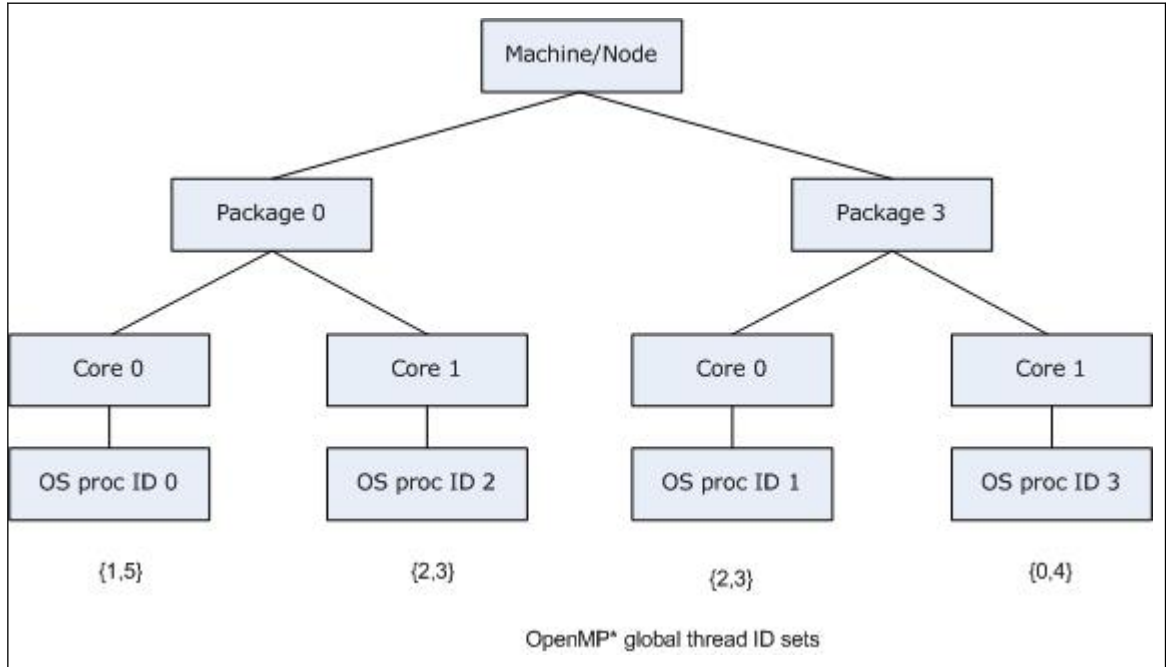 Machine/Node
Package 0
Package 3
Core 0
Core 1
Core 0
Core 1
OS proc ID 0
OS proc ID 2
OS proc ID 1
OS proc ID 3
{1,5}
{2,3}
{2,3}
{0,4}
OpenMP* global thread ID sets